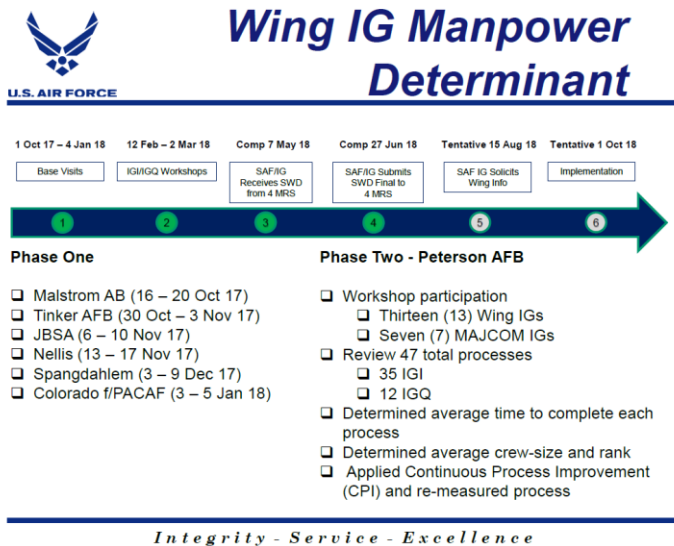 Wing IG Manpower
Determinant
U.S. AIR FORCE
1 Oct 17 – 4 Jan 18
12 Feb – 2 Mar 18
Comp 7 May 18
Comp 27 Jun 18
Tentative 15 Aug 18
Tentative 1 Oct 18
Base Visits
IGI/IGQ Workshops
SAF/IG
Receives SWD
from 4 MRS
SAF/IG Submits
SWD Final to
4 MRS
SAF IG Solicits
Wing Info
Implementation
1
2
3
4
5
6
Phase One
❑ Malstrom AB (16 – 20 Oct 17)
❑ Tinker AFB (30 Oct – 3 Nov 17)
❑ JBSA (6 – 10 Nov 17)
❑ Nellis (13 – 17 Nov 17)
❑ Spangdahlem (3 – 9 Dec 17)
❑ Colorado f/PACAF (3 – 5 Jan 18)
Phase Two - Peterson AFB
❑ Workshop participation
❑ Thirteen (13) Wing IGs
❑ Seven (7) MAJCOM IGs
❑ Review 47 total processes
❑ 35 IGI
❑ 12 IGQ
❑ Determined average time to complete each
process
❑ Determined average crew-size and rank
❑ Applied Continuous Process Improvement
(CPI) and re-measured process
Integrity - Service - Excellence